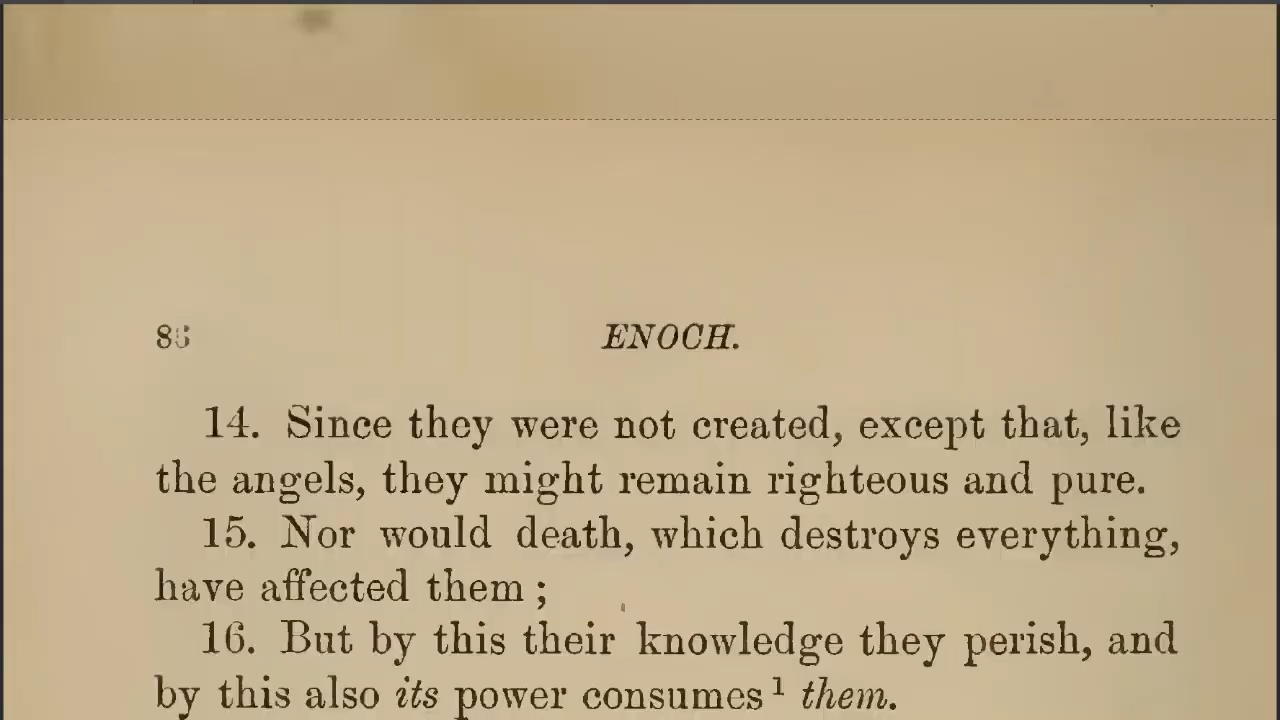 ENOCH.
14. Since they were not created, except that, like
the angels, they might remain righteous and pure.
15. Nor would death, which destroys everything,
have affected them ;
16. But by this their knowledge they perish, and
by this also its power consumes¹ them.